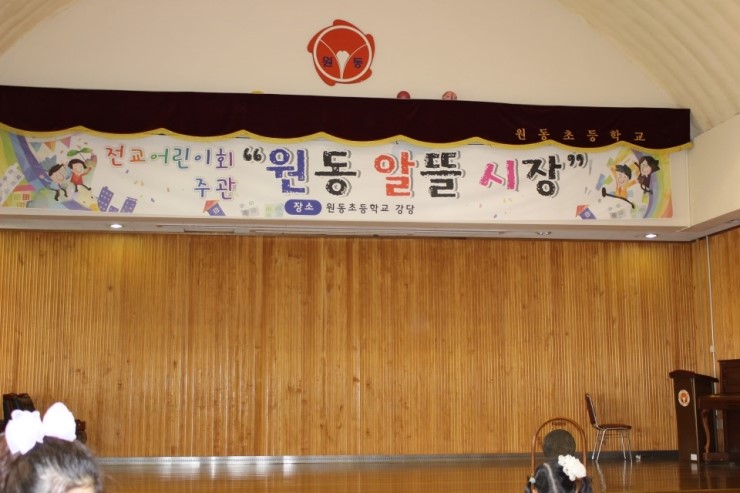 원동
원동초등학교
전교어린이회
주관
“원동 알뜰 시장”
장소 원동초등학교 강당